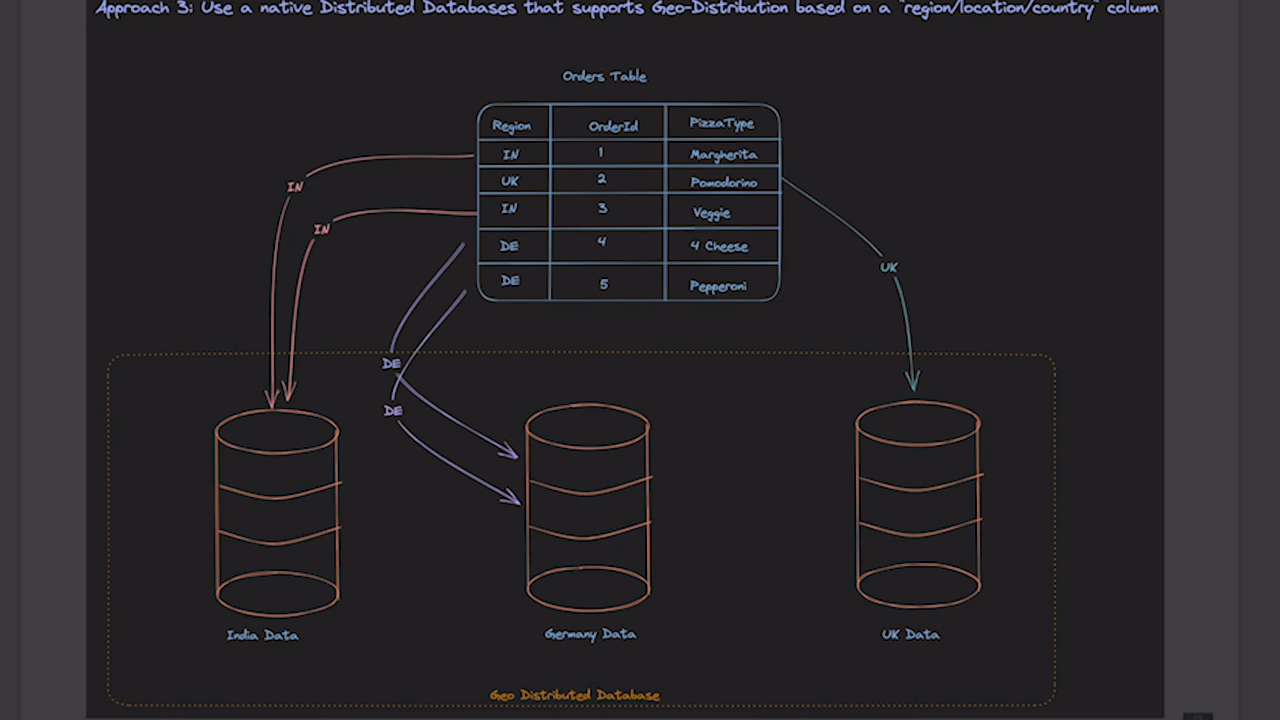 Approach 3: Use a native Distributed Databases that supports Geo-Distribution based on a "region/location/country" column
Orders Table
Region OrderId PizzaType
IN 1 Margherita
UK 2 Pomodorino
IN 3 Veggie
DE 4 4 Cheese
DE 5 Pepperoni
IN
IN
UK
DE
DE
India Data
Germany Data
UK Data
Geo Distributed Database